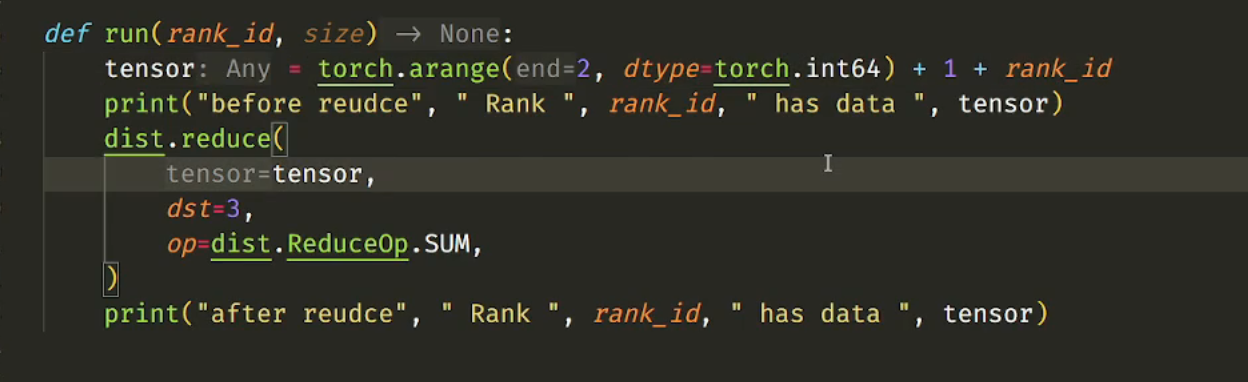 def run(rank_id, size) -> None:
    tensor: Any = torch.arange(end=2, dtype=torch.int64) + 1 + rank_id
    print("before reudce", " Rank ", rank_id, " has data ", tensor)
    dist.reduce(
        tensor=tensor,
        dst=3,
        op=dist.ReduceOp.SUM,
    )
    print("after reudce", " Rank ", rank_id, " has data ", tensor)